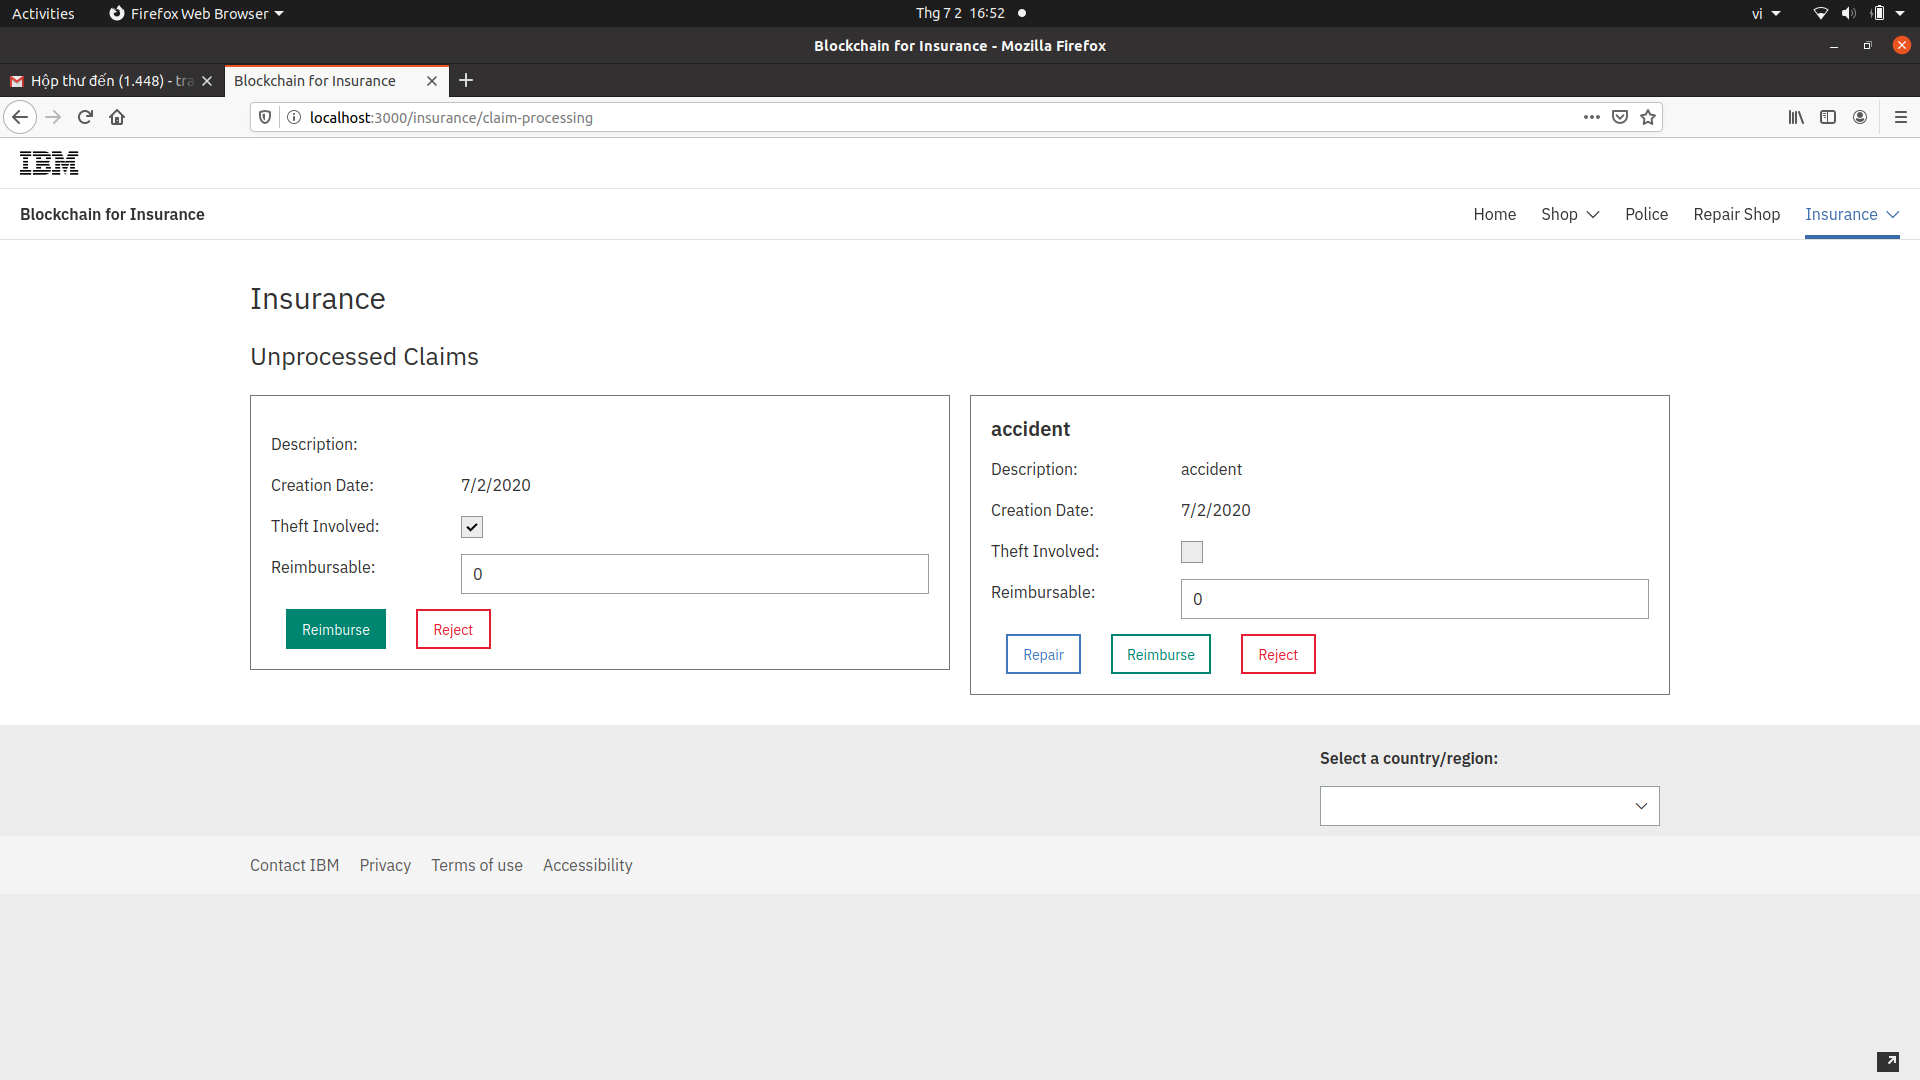 Activities Firefox Web Browser Thg 7 2 16:52 vi
Blockchain for Insurance - Mozilla Firefox
Hộp thư đến (1.448) - tra Blockchain for Insurance
localhost:3000/insurance/claim-processing
IBM
Blockchain for Insurance Home Shop Police Repair Shop Insurance
Insurance
Unprocessed Claims
Description:
Creation Date: 7/2/2020
Theft Involved:
Reimbursable: 0
Reimburse Reject
accident
Description: accident
Creation Date: 7/2/2020
Theft Involved:
Reimbursable: 0
Repair Reimburse Reject
Select a country/region:
Contact IBM Privacy Terms of use Accessibility